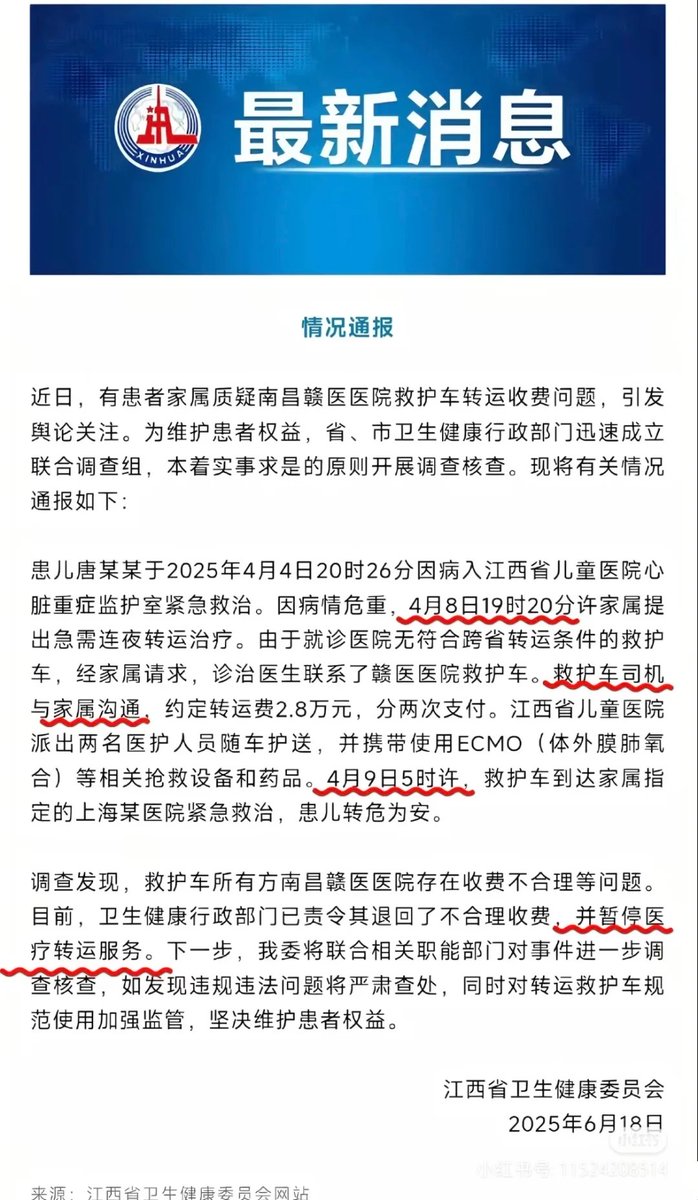 XINHUA
最新消息
情况通报
近日，有患者家属质疑南昌赣医医院救护车转运收费问题，引发
舆论关注。为维护患者权益，省、市卫生健康行政部门迅速成立
联合调查组，本着实事求是的原则开展调查核查。现将有关情况
通报如下：
患儿唐某某于2025年4月4日20时26分因病入江西省儿童医院心
脏重症监护室紧急救治。因病情危重，4月8日19时20分许家属提
出急需连夜转运治疗。由于就诊医院无符合跨省转运条件的救护
车，经家属请求，诊治医生联系了赣医医院救护车。救护车司机
与家属沟通，约定转运费2.8万元，分两次支付。江西省儿童医院
派出两名医护人员随车护送，并携带使用ECMO（体外膜肺氧
合）等相关抢救设备和药品。4月9日5时许，救护车到达家属指
定的上海某医院紧急救治，患儿转危为安。
调查发现，救护车所有方南昌赣医医院存在收费不合理等问题。
目前，卫生健康行政部门已责令其退回了不合理收费，并暂停医
疗转运服务。下一步，我委将联合相关职能部门对事件进一步调
查核查，如发现违规违法问题将严肃查处，同时对转运救护车规
范使用加强监管，坚决维护患者权益。
江西省卫生健康委员会
2025年6月18日
小红书
小红书号: 11524208514
来源：江西省卫生健康委员会网站